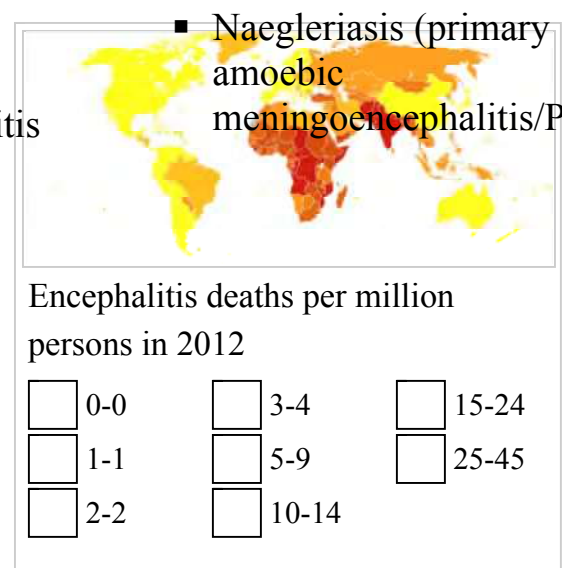 ▪ Naegleriasis (primary
amoebic
itis
meningoencephalitis/P
Encephalitis deaths per million
persons in 2012
0-0
1-1
2-2
3-4
5-9
10-14
15-24
25-45